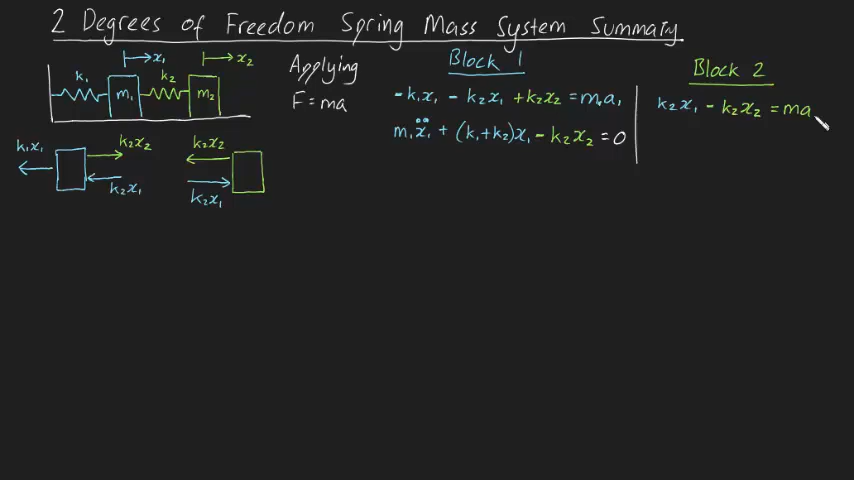 2 Degrees of Freedom Spring Mass System Summary
x₁ x₂
k₁ k₂
m₁ m₂
k₁x₁ k₂x₂ k₂x₂
k₂x₁ k₂x₁
Applying
F = ma
Block 1
-k₁x₁ - k₂x₁ + k₂x₂ = m₁a₁
m₁ẍ₁ + (k₁+k₂)x₁ - k₂x₂ = 0
Block 2
k₂x₁ - k₂x₂ = ma